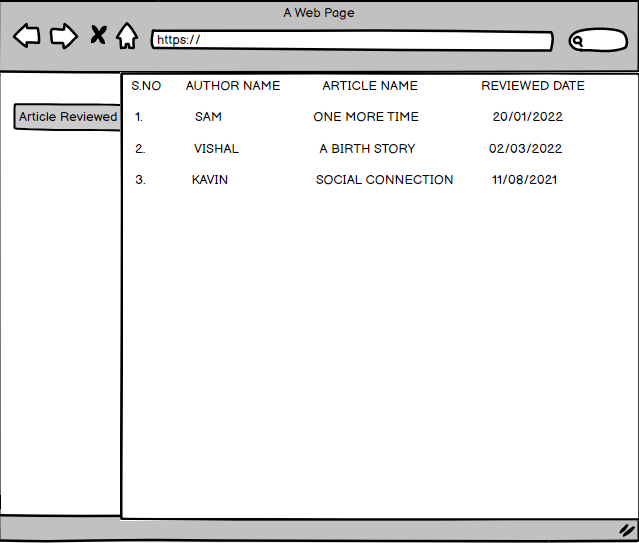 A Web Page
https://
S.NO AUTHOR NAME ARTICLE NAME REVIEWED DATE
Article Reviewed 1. SAM ONE MORE TIME 20/01/2022
2. VISHAL A BIRTH STORY 02/03/2022
3. KAVIN SOCIAL CONNECTION 11/08/2021